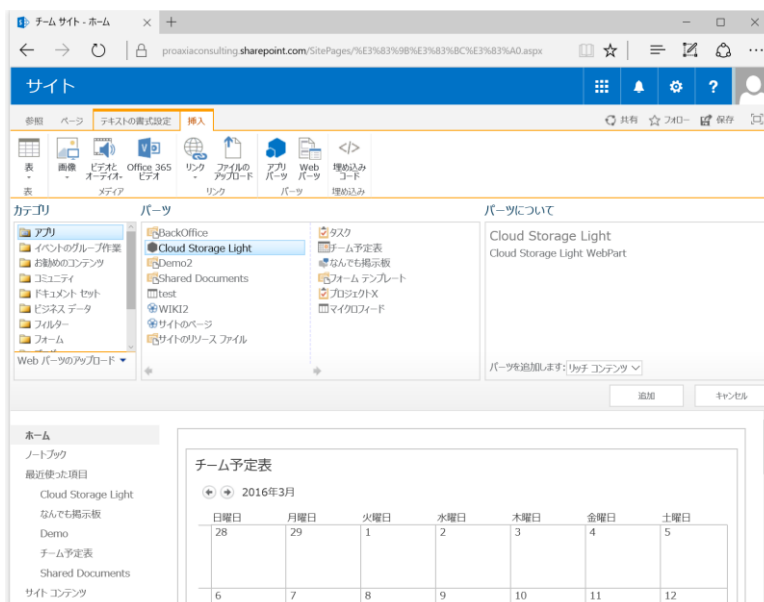 チーム サイト - ホーム
proaxiaconsulting.sharepoint.com/SitePages/%E3%83%9B%E3%83%BC%E3%83%A0.aspx
サイト
参照 ページ テキストの書式設定 挿入 共有 フォロー 保存
表 画像 ビデオとオーディオ Office 365 ビデオ リンク ファイルのアップロード アプリ パーツ Web パーツ 埋め込みコード
表 メディア リンク パーツ 埋め込み
カテゴリ パーツ パーツについて
アプリ BackOffice タスク Cloud Storage Light
イベントのグループ作業 Cloud Storage Light チーム予定表 Cloud Storage Light WebPart
お勧めのコンテンツ Demo2 なんでも掲示板
コミュニティ Shared Documents フォーム テンプレート
ドキュメント セット test プロジェクトX
ビジネス データ WIKI2 マイクロフィード
フィルター サイトのページ
フォーム サイトのリソース ファイル
Web パーツのアップロード パーツを追加します: リッチ コンテンツ
追加 キャンセル
ホーム
ノートブック
最近使った項目
Cloud Storage Light
なんでも掲示板
Demo
チーム予定表
Shared Documents
サイト コンテンツ
チーム予定表
2016年3月
日曜日 月曜日 火曜日 水曜日 木曜日 金曜日 土曜日
28 29 1 2 3 4 5
6 7 8 9 10 11 12